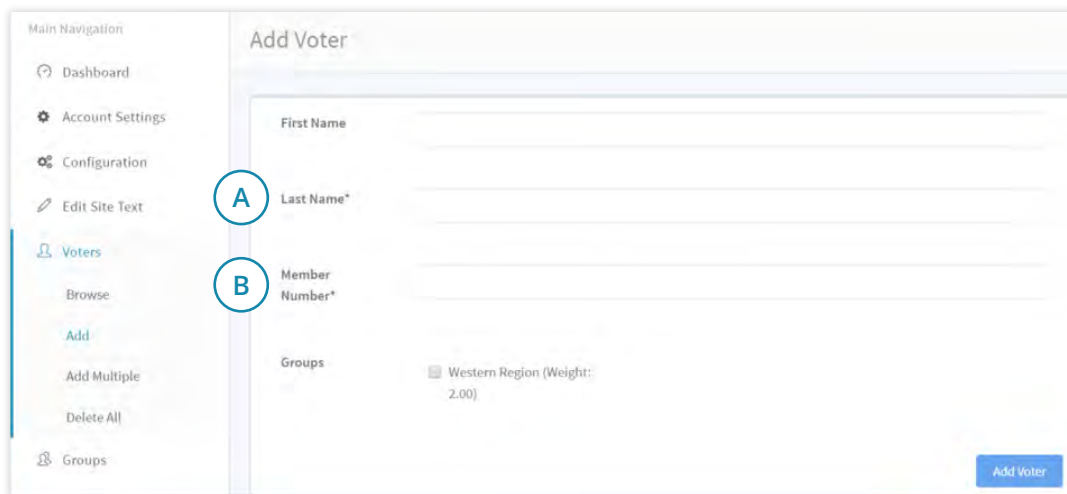 Main Navigation
Dashboard
Account Settings
Configuration
Edit Site Text
Voters
Browse
Add
Add Multiple
Delete All
Groups
Add Voter
First Name
A
Last Name*
B
Member
Number*
Groups
Western Region (Weight:
2.00)
Add Voter